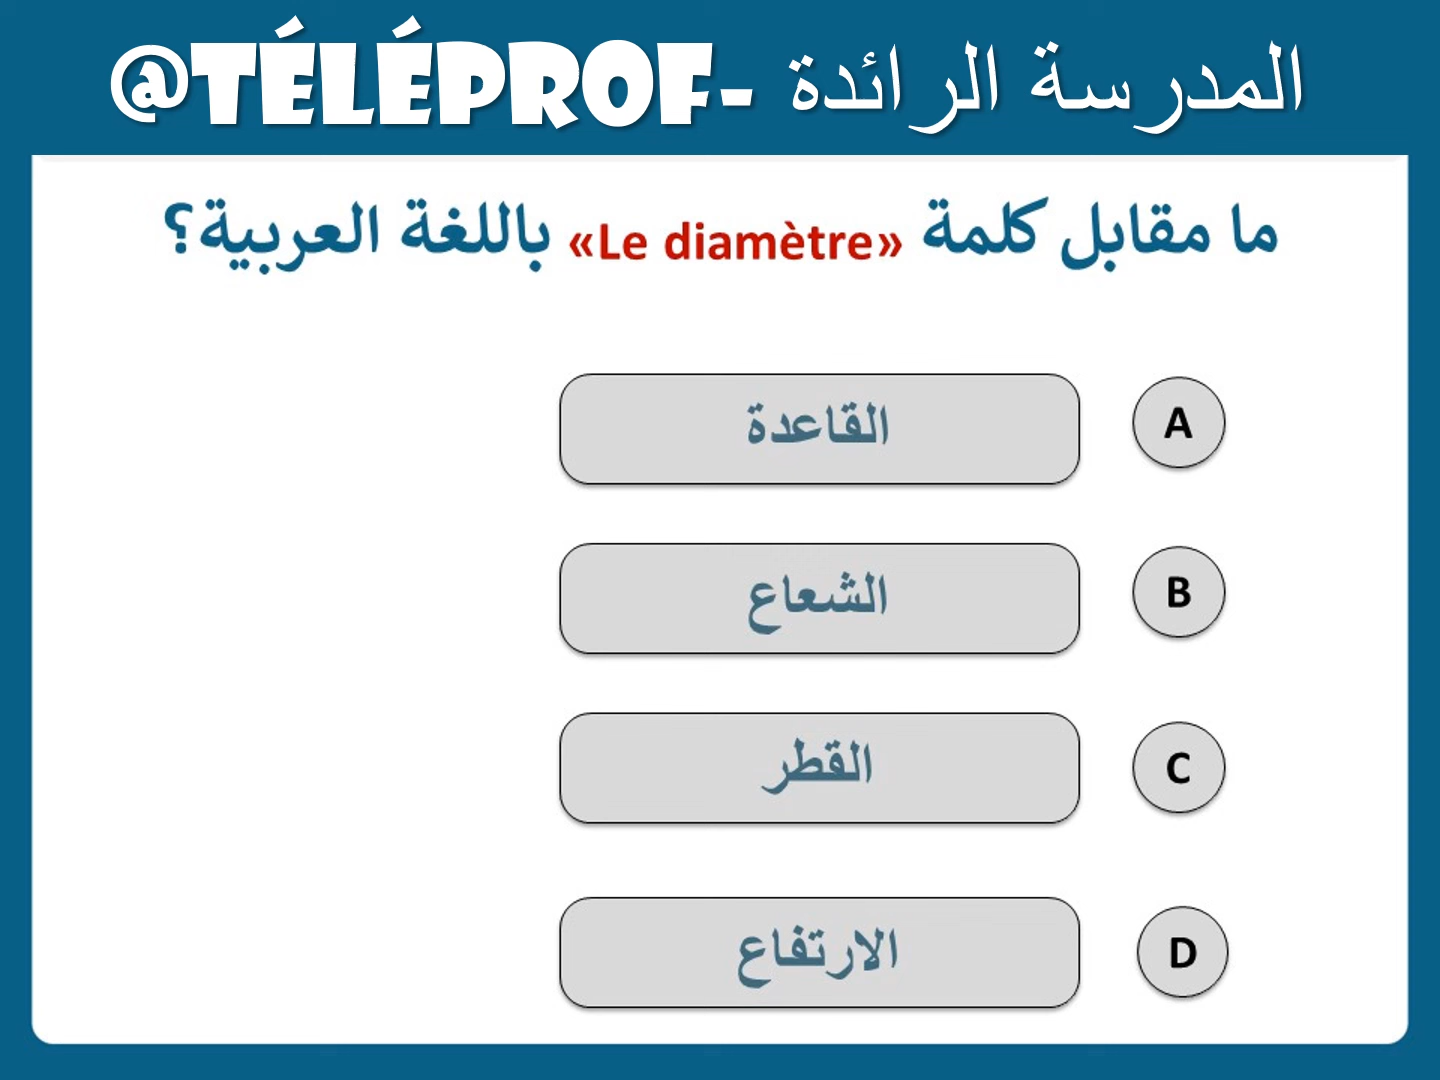 @TÉLÉPROF- المدرسة الرائدة
ما مقابل كلمة «Le diamètre» باللغة العربية؟
A القاعدة
B الشعاع
C القطر
D الارتفاع